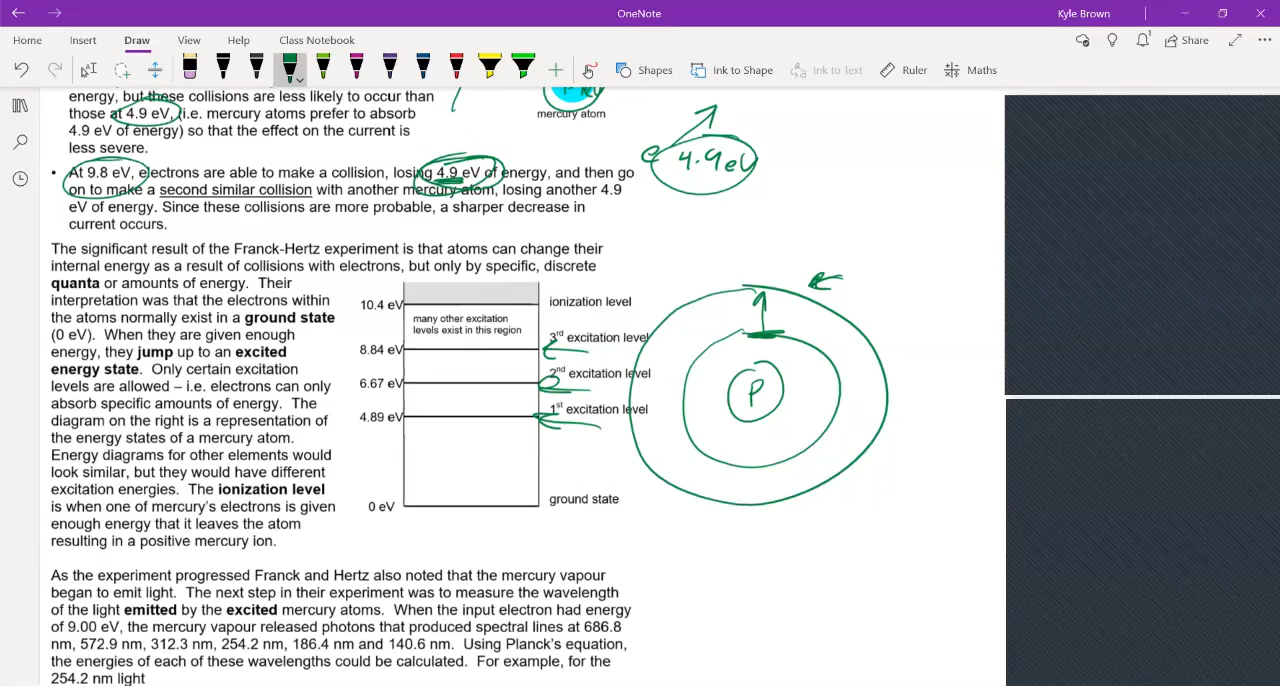 OneNote
Kyle Brown
Home Insert Draw View Help Class Notebook
Share
Shapes Ink to Shape Ink to Text Ruler Maths
energy, but these collisions are less likely to occur than
those at 4.9 eV, (i.e. mercury atoms prefer to absorb
4.9 eV of energy) so that the effect on the current is
less severe.
mercury atom
e 4.9eV
• At 9.8 eV, electrons are able to make a collision, losing 4.9 eV of energy, and then go
on to make a second similar collision with another mercury atom, losing another 4.9
eV of energy. Since these collisions are more probable, a sharper decrease in
current occurs.
The significant result of the Franck-Hertz experiment is that atoms can change their
internal energy as a result of collisions with electrons, but only by specific, discrete
quanta or amounts of energy. Their
interpretation was that the electrons within
the atoms normally exist in a ground state
(0 eV). When they are given enough
energy, they jump up to an excited
energy state. Only certain excitation
levels are allowed – i.e. electrons can only
absorb specific amounts of energy. The
diagram on the right is a representation of
the energy states of a mercury atom.
Energy diagrams for other elements would
look similar, but they would have different
excitation energies. The ionization level
is when one of mercury's electrons is given
enough energy that it leaves the atom
resulting in a positive mercury ion.
10.4 eV ionization level
many other excitation
levels exist in this region
3rd excitation level
8.84 eV
2nd excitation level
6.67 eV
1st excitation level
4.89 eV
0 eV ground state
P
As the experiment progressed Franck and Hertz also noted that the mercury vapour
began to emit light. The next step in their experiment was to measure the wavelength
of the light emitted by the excited mercury atoms. When the input electron had energy
of 9.00 eV, the mercury vapour released photons that produced spectral lines at 686.8
nm, 572.9 nm, 312.3 nm, 254.2 nm, 186.4 nm and 140.6 nm. Using Planck's equation,
the energies of each of these wavelengths could be calculated. For example, for the
254.2 nm light